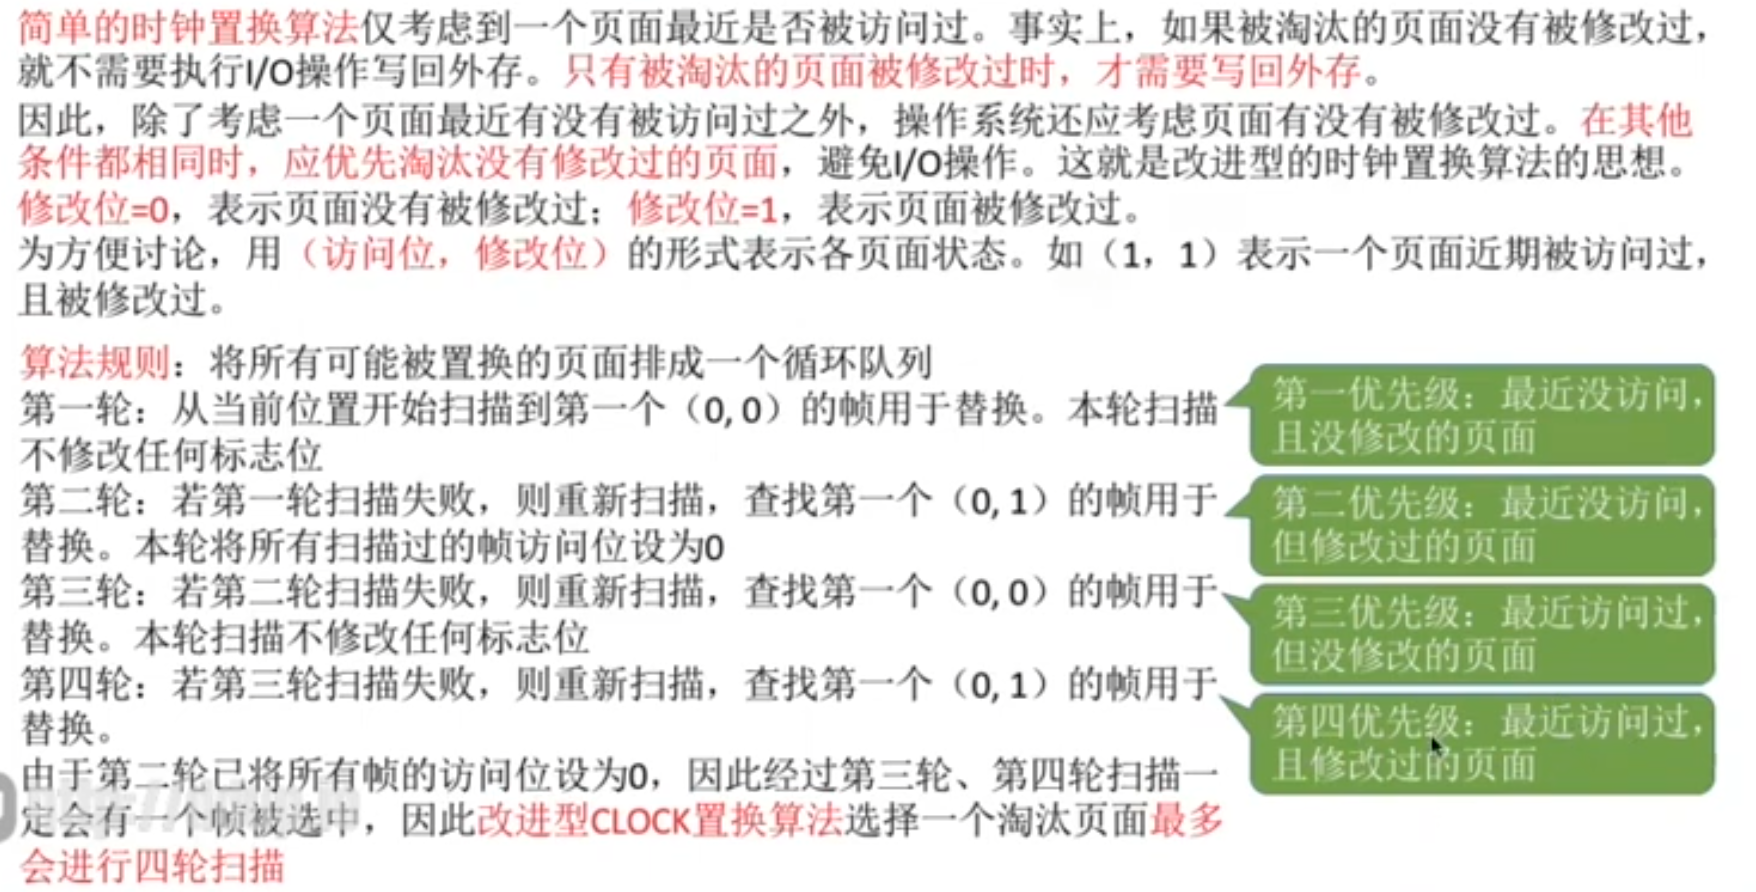 简单的时钟置换算法仅考虑到一个页面最近是否被访问过。事实上，如果被淘汰的页面没有被修改过，
就不需要执行I/O操作写回外存。只有被淘汰的页面被修改过时，才需要写回外存。
因此，除了考虑一个页面最近有没有被访问过之外，操作系统还应考虑页面有没有被修改过。在其他
条件都相同时，应优先淘汰没有修改过的页面，避免I/O操作。这就是改进型的时钟置换算法的思想。
修改位=0，表示页面没有被修改过；修改位=1，表示页面被修改过。
为方便讨论，用（访问位，修改位）的形式表示各页面状态。如（1，1）表示一个页面近期被访问过，
且被修改过。
算法规则：将所有可能被置换的页面排成一个循环队列
第一轮：从当前位置开始扫描到第一个（0, 0）的帧用于替换。本轮扫描
不修改任何标志位
第二轮：若第一轮扫描失败，则重新扫描，查找第一个（0, 1）的帧用于
替换。本轮将所有扫描过的帧访问位设为0
第三轮：若第二轮扫描失败，则重新扫描，查找第一个（0, 0）的帧用于
替换。本轮扫描不修改任何标志位
第四轮：若第三轮扫描失败，则重新扫描，查找第一个（0, 1）的帧用于
替换。
由于第二轮已将所有帧的访问位设为0，因此经过第三轮、第四轮扫描一
定会有一个帧被选中，因此改进型CLOCK置换算法选择一个淘汰页面最多
会进行四轮扫描
第一优先级：最近没访问，
且没修改的页面
第二优先级：最近没访问，
但修改过的页面
第三优先级：最近访问过，
但没修改的页面
第四优先级：最近访问过，
且修改过的页面